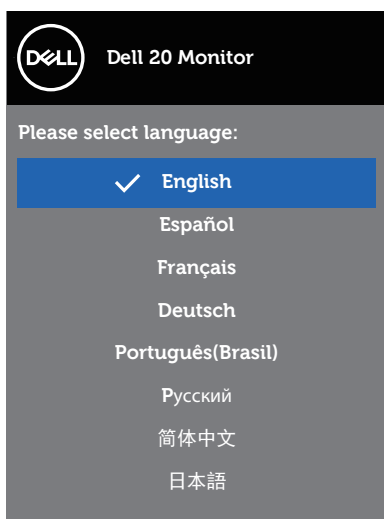 DELL
Dell 20 Monitor
Please select language:
English
Español
Français
Deutsch
Português(Brasil)
Русский
简体中文
日本語